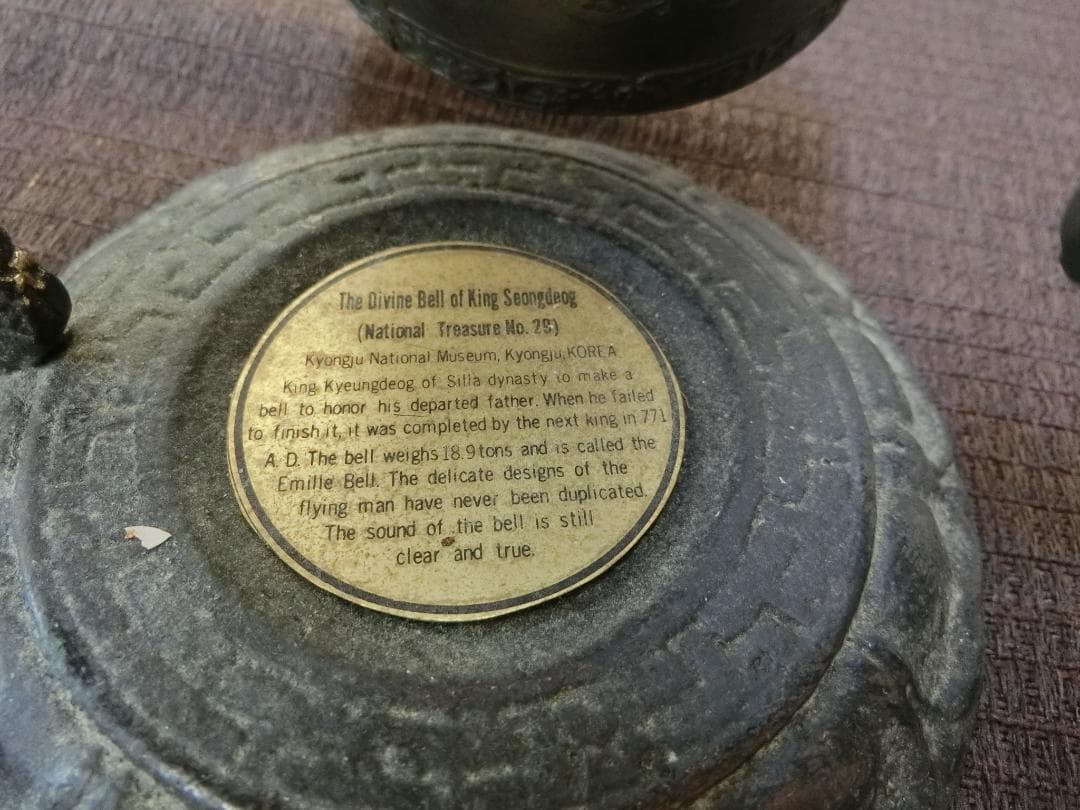 The Divine Bell of King Seongdeog
(National Treasure No. 29)
Kyongju National Museum, Kyongju, KOREA
King Kyeungdeog of Silla dynasty to make a
bell to honor his departed father. When he failed
to finish it, it was completed by the next king in 771
A. D. The bell weighs 18.9 tons and is called the
Emille Bell. The delicate designs of the
flying man have never been duplicated.
The sound of the bell is still
clear and true.